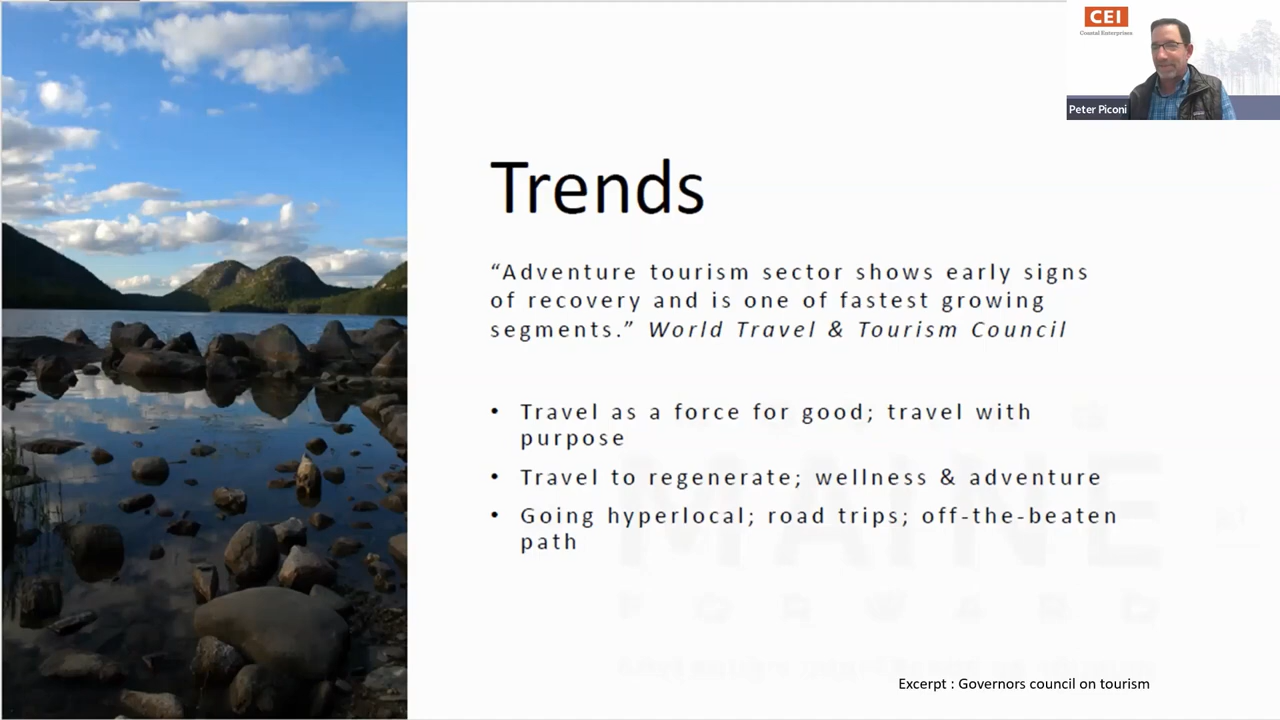 CEI
Coastal Enterprises
Peter Piconi
Trends
“Adventure tourism sector shows early signs
of recovery and is one of fastest growing
segments.” World Travel & Tourism Council
• Travel as a force for good; travel with
purpose
• Travel to regenerate; wellness & adventure
• Going hyperlocal; road trips; off-the-beaten
path
MAINE
Excerpt : Governors council on tourism